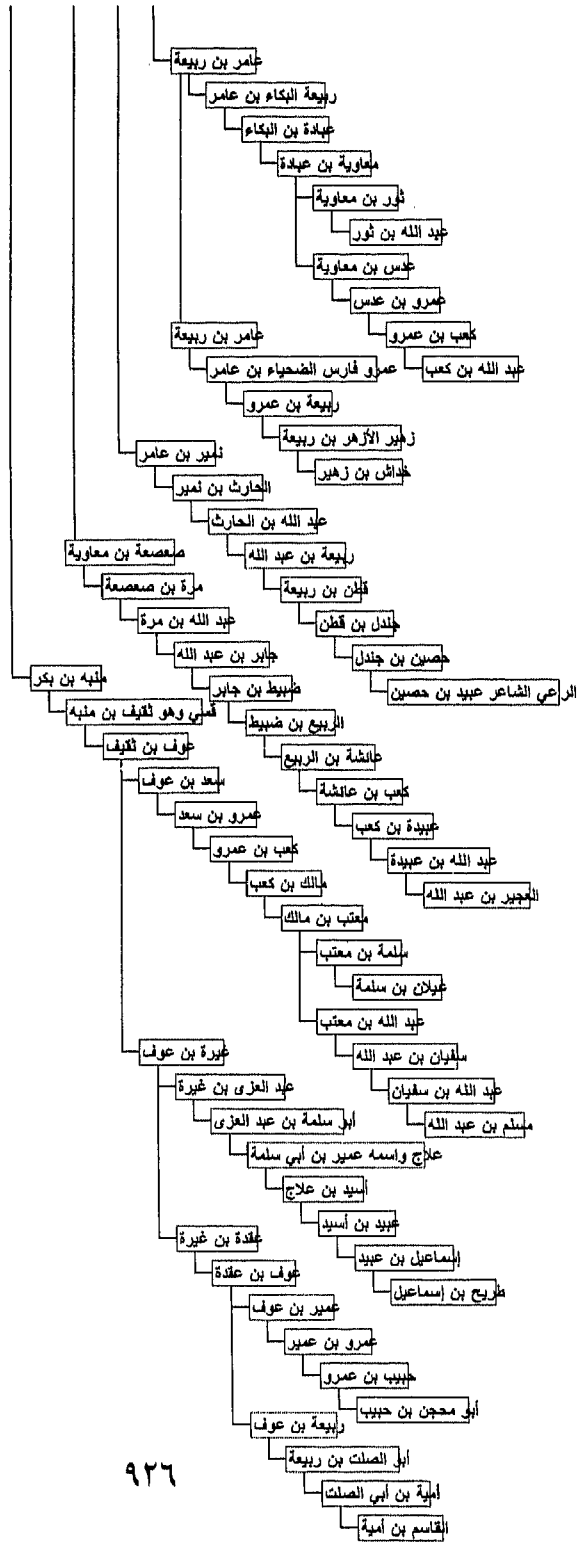 عامر بن ربيعة
ربيعة البكاء بن عامر
عبادة بن البكاء
معاوية بن عبادة
ثور بن معاوية
عبد الله بن ثور
عدس بن معاوية
عمرو بن عدس
كعب بن عمرو
عبد الله بن كعب
عامر بن ربيعة
عمرو فارس الضحياء بن عامر
ربيعة بن عمرو
زهير الأزهر بن ربيعة
خداش بن زهير
نمير بن عامر
الحارث بن نمير
عبد الله بن الحارث
ربيعة بن عبد الله
قطن بن ربيعة
جندل بن قطن
حصين بن جندل
الرعي الشاعر عبيد بن حصين
صعصعة بن معاوية
مرة بن صعصعة
عبد الله بن مرة
جابر بن عبد الله
ضبيط بن جابر
الربيع بن ضبيط
عائشة بن الربيع
كعب بن عائشة
عبيدة بن كعب
عبد الله بن عبيدة
العجير بن عبد الله
منبه بن بكر
قسي وهو ثقيف بن منبه
عوف بن ثقيف
سعد بن عوف
عمرو بن سعد
كعب بن عمرو
مالك بن كعب
معتب بن مالك
سلمة بن معتب
غيلان بن سلمة
عبد الله بن معتب
سفيان بن عبد الله
عبد الله بن سفيان
مسلم بن عبد الله
غيرة بن عوف
عبد العزى بن غيرة
أبو سلمة بن عبد العزى
علاج واسمه عمير بن أبي سلمة
أسيد بن علاج
عبيد بن أسيد
إسماعيل بن عبيد
طريح بن إسماعيل
عقدة بن غيرة
عوف بن عقدة
عمير بن عوف
عمرو بن عمير
حبيب بن عمرو
أبو محجن بن حبيب
ربيعة بن عوف
أبو الصلت بن ربيعة
أمية بن أبي الصلت
القاسم بن أمية
٩٢٦